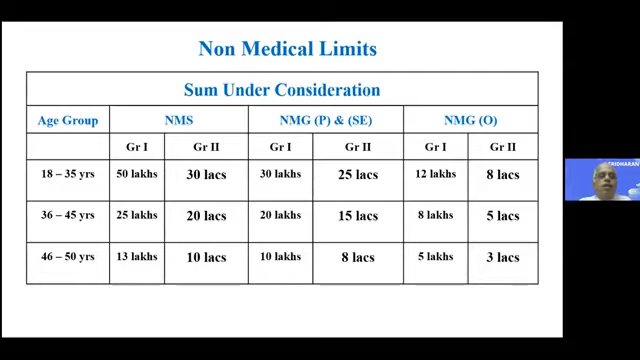 Non Medical Limits
Sum Under Consideration
Age Group NMS NMG (P) & (SE) NMG (O)
Gr I Gr II Gr I Gr II Gr I Gr II
18 – 35 yrs 50 lakhs 30 lacs 30 lakhs 25 lacs 12 lakhs 8 lacs
36 – 45 yrs 25 lakhs 20 lacs 20 lakhs 15 lacs 8 lakhs 5 lacs
46 – 50 yrs 13 lakhs 10 lacs 10 lakhs 8 lacs 5 lakhs 3 lacs